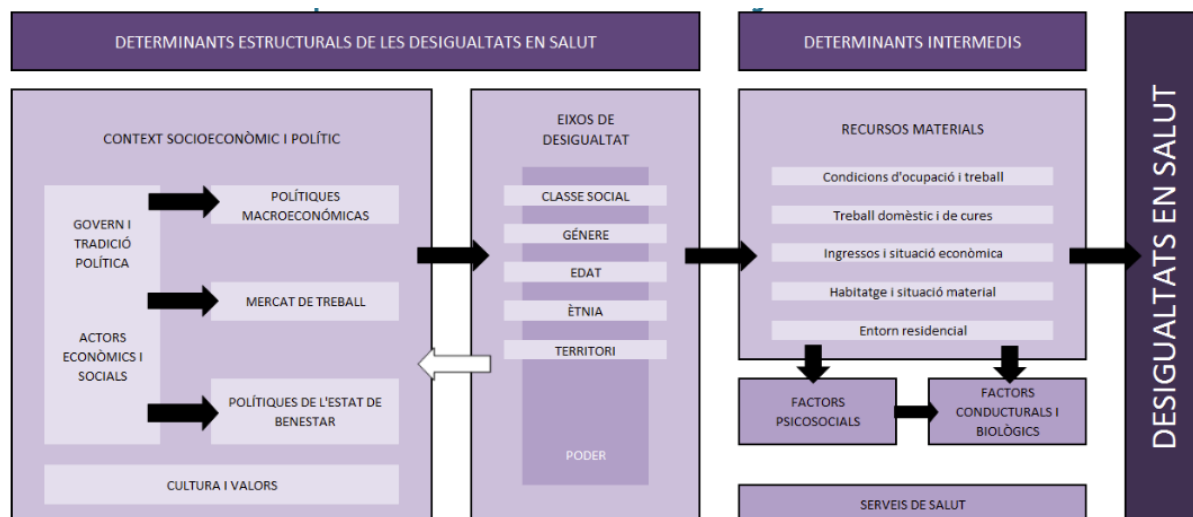 DETERMINANTS ESTRUCTURALS DE LES DESIGUALTATS EN SALUT
CONTEXT SOCIOECONÒMIC I POLÍTIC
GOVERN I
TRADICIÓ
POLÍTICA
ACTORS
ECONÒMICS I
SOCIALS
POLÍTIQUES
MACROECONÓMICAS
MERCAT DE TREBALL
POLÍTIQUES DE L'ESTAT DE
BENESTAR
CULTURA I VALORS
EIXOS DE
DESIGUALTAT
CLASSE SOCIAL
GÉNERE
EDAT
ÈTNIA
TERRITORI
PODER
DETERMINANTS INTERMEDIS
RECURSOS MATERIALS
Condicions d'ocupació i treball
Treball domèstic i de cures
Ingressos i situació econòmica
Habitatge i situació material
Entorn residencial
FACTORS
PSICOSOCIALS
FACTORS
CONDUCTURALS I
BIOLÒGICS
SERVEIS DE SALUT
DESIGUALTATS EN SALUT